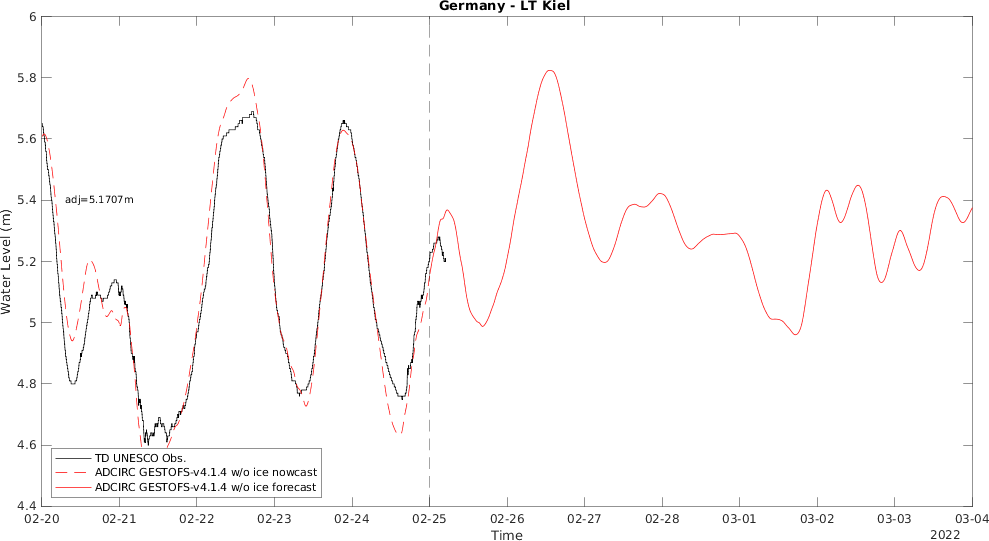 Germany - LT Kiel
6
5.8
5.6
5.4
5.2
5
4.8
4.6
4.4
Water Level (m)
adj=5.1707m
TD UNESCO Obs.
ADCIRC GESTOFS-v4.1.4 w/o ice nowcast
ADCIRC GESTOFS-v4.1.4 w/o ice forecast
02-20 02-21 02-22 02-23 02-24 02-25 02-26 02-27 02-28 03-01 03-02 03-03 03-04
Time
2022